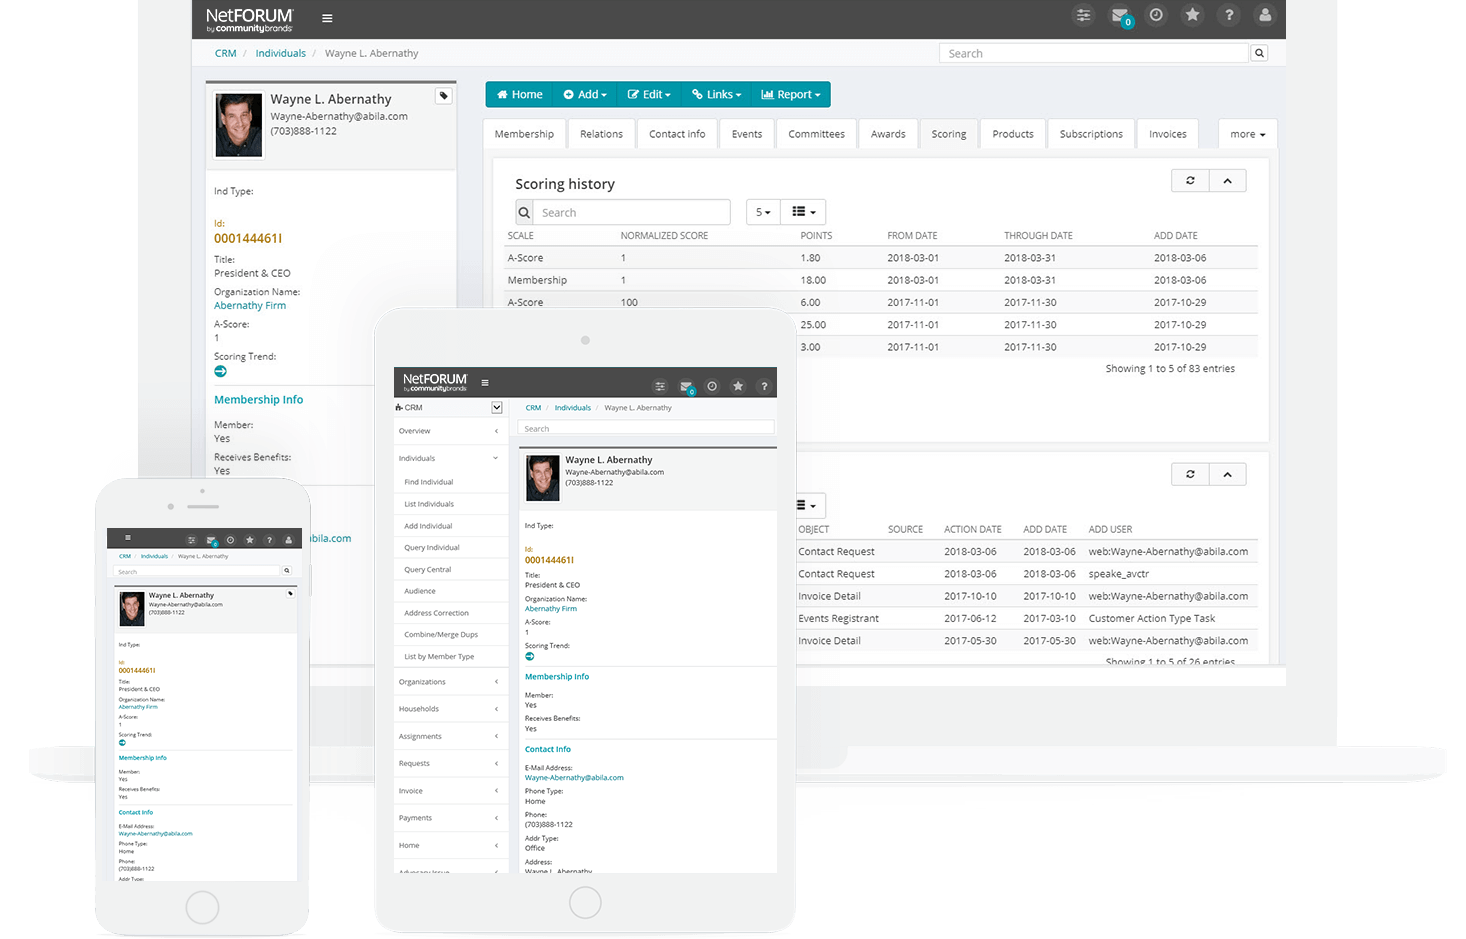 NetFORUM
by communitybrands
0
CRM / Individuals / Wayne L. Abernathy
Search
Wayne L. Abernathy
Wayne-Abernathy@abila.com
(703)888-1122
Ind Type:
Id:
000144461I
Title:
President & CEO
Organization Name:
Abernathy Firm
A-Score:
1
Scoring Trend:
Membership Info
Member:
Yes
Receives Benefits:
Yes
bila.com
Home Add Edit Links Report
Membership Relations Contact info Events Committees Awards Scoring Products Subscriptions Invoices more
Scoring history
Search 5
SCALE NORMALIZED SCORE POINTS FROM DATE THROUGH DATE ADD DATE
A-Score 1 1.80 2018-03-01 2018-03-31 2018-03-06
Membership 1 18.00 2018-03-01 2018-03-31 2018-03-06
A-Score 100 6.00 2017-11-01 2017-11-30 2017-10-29
25.00 2017-11-01 2017-11-30 2017-10-29
3.00 2017-11-01 2017-11-30 2017-10-29
Showing 1 to 5 of 83 entries
OBJECT SOURCE ACTION DATE ADD DATE ADD USER
Contact Request 2018-03-06 2018-03-06 web:Wayne-Abernathy@abila.com
Contact Request 2018-03-06 2018-03-06 speake_avctr
Invoice Detail 2017-10-10 2017-10-10 web:Wayne-Abernathy@abila.com
Events Registrant 2017-06-12 2017-03-10 Customer Action Type Task
Invoice Detail 2017-05-30 2017-05-30 web:Wayne-Abernathy@abila.com
Showing 1 to 5 of 26 entries
NetFORUM
by communitybrands
0
CRM
Overview
Individuals
Find Individual
List Individuals
Add Individual
Query Individual
Query Central
Audience
Address Correction
Combine/Merge Dups
List by Member Type
Organizations
Households
Assignments
Requests
Invoice
Payments
Home
Advocacy Issue
CRM / Individuals / Wayne L. Abernathy
Search
Wayne L. Abernathy
Wayne-Abernathy@abila.com
(703)888-1122
Ind Type:
Id:
000144461I
Title:
President & CEO
Organization Name:
Abernathy Firm
A-Score:
1
Scoring Trend:
Membership Info
Member:
Yes
Receives Benefits:
Yes
Contact Info
E-Mail Address:
Wayne-Abernathy@abila.com
Phone Type:
Home
Phone:
(703)888-1122
Addr Type:
Office
Address:
Wayne L. Abernathy
0
CRM / Individuals / Wayne L. Abernathy
Search
Wayne L. Abernathy
Wayne-Abernathy@abila.com
(703)888-1122
Ind Type:
Id:
000144461I
Title:
President & CEO
Organization Name:
Abernathy Firm
A-Score:
1
Scoring Trend:
Membership Info
Member:
Yes
Receives Benefits:
Yes
Contact Info
E-Mail Address:
Wayne-Abernathy@abila.com
Phone Type:
Home
Phone:
(703)888-1122
Addr Type: